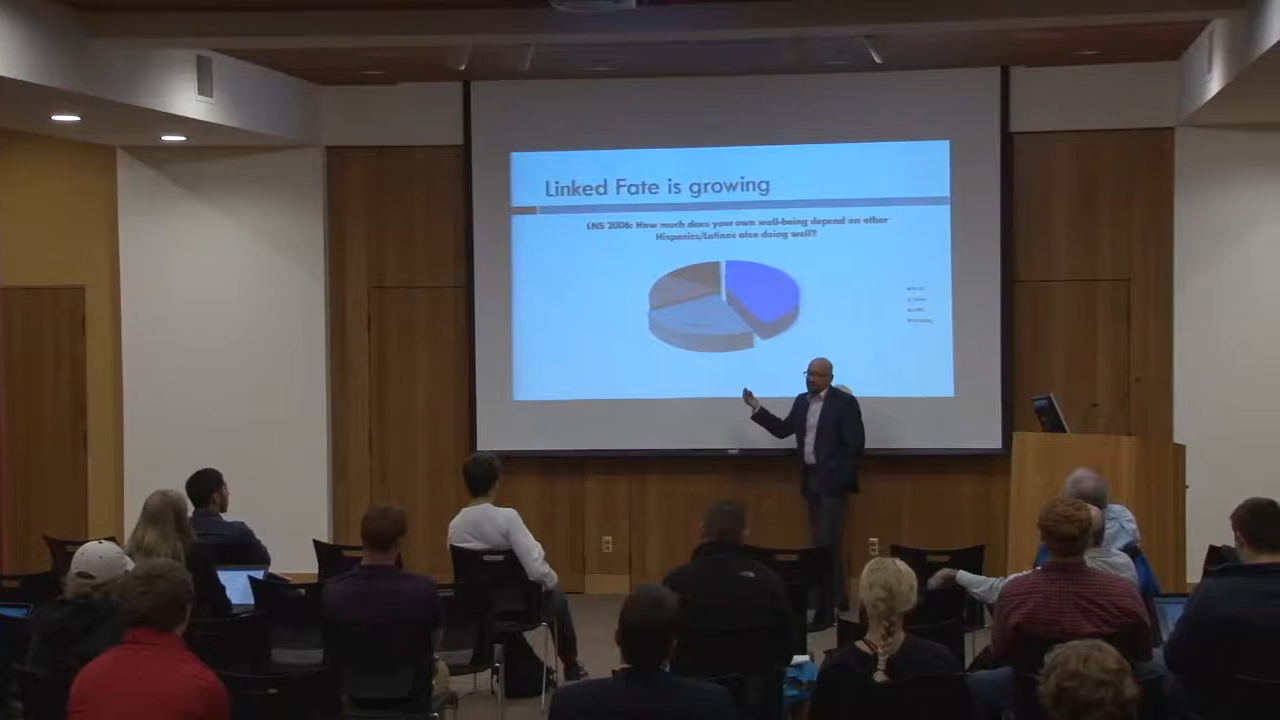 Linked Fate is growing
LNS 2006: How much does your own well-being depend on other
Hispanics/Latinos also doing well?